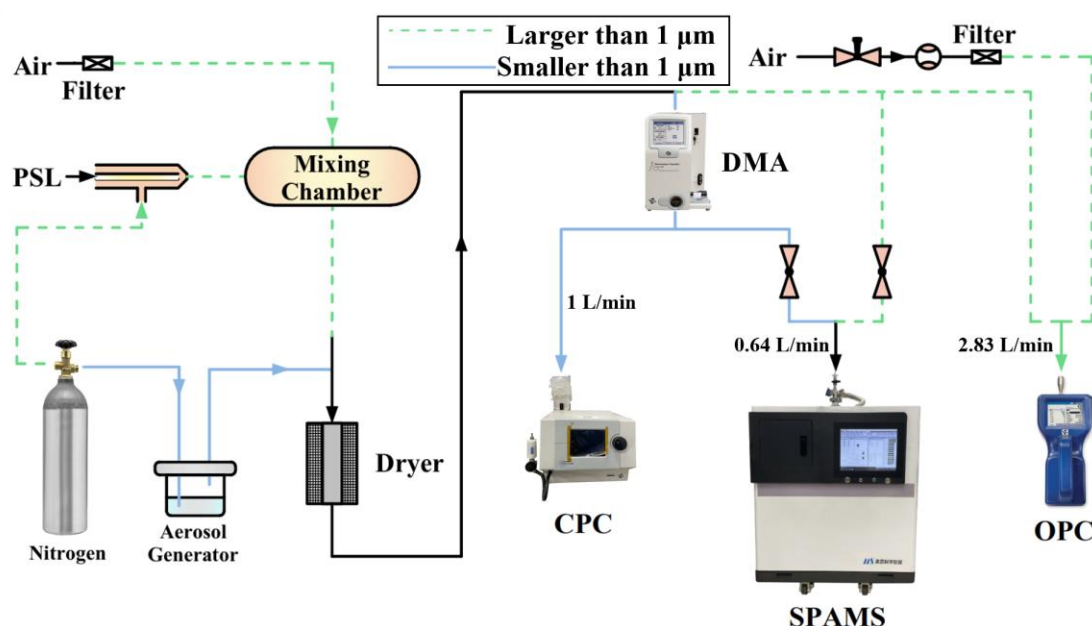 Larger than 1 μm
Smaller than 1 μm
Air
Filter
Air
Filter
Mixing
Chamber
PSL
DMA
1 L/min
0.64 L/min
2.83 L/min
Dryer
Nitrogen
Aerosol
Generator
CPC
SPAMS
OPC